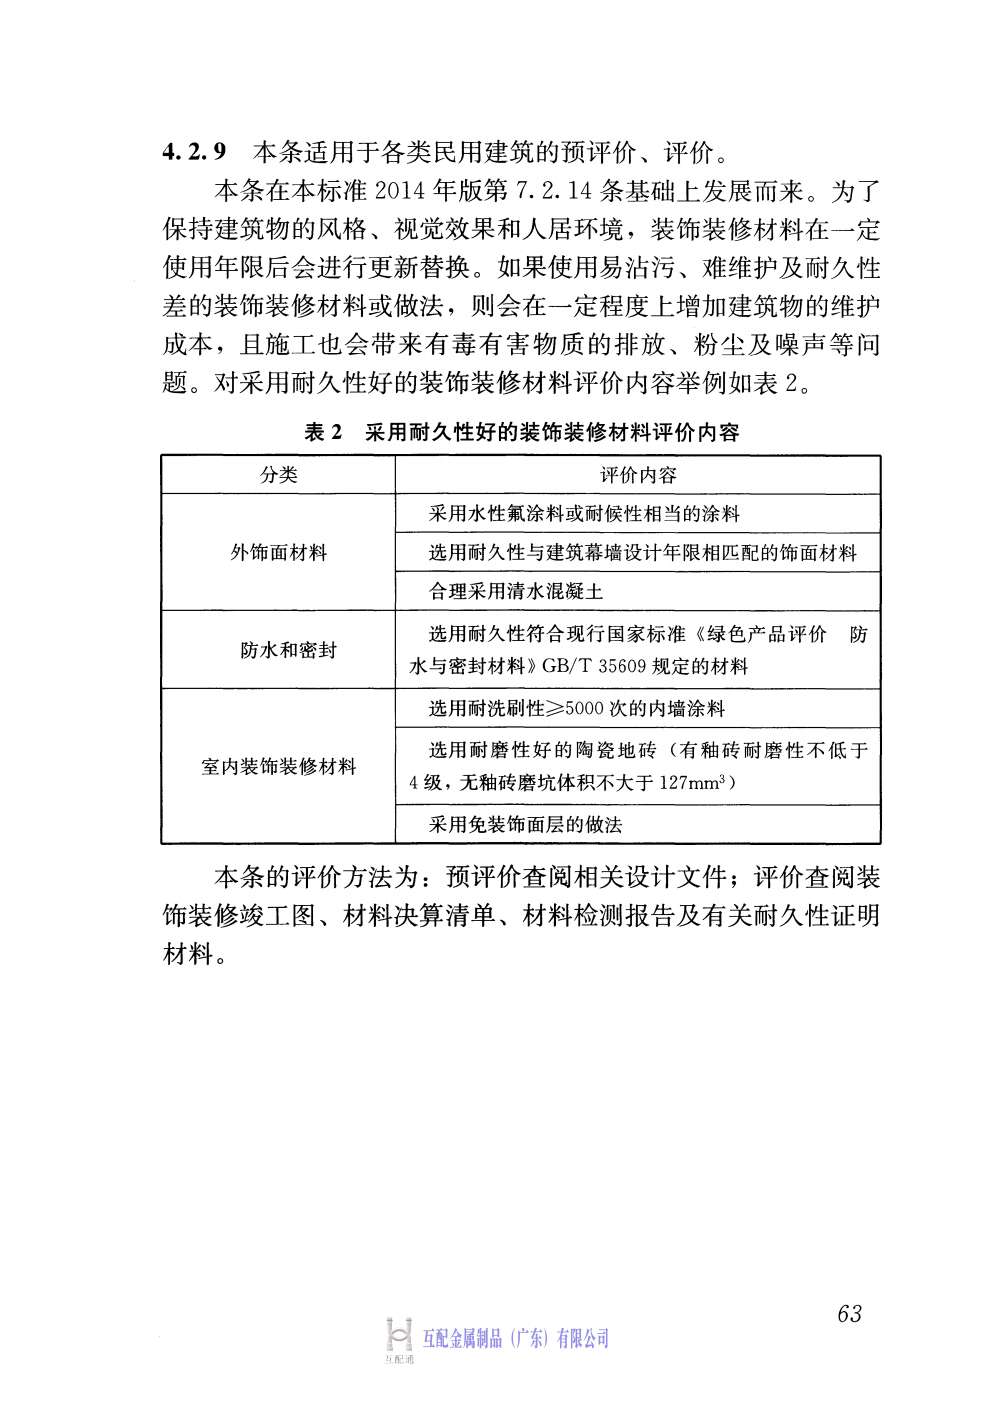 4.2.9 本条适用于各类民用建筑的预评价、评价。
本条在本标准 2014 年版第 7.2.14 条基础上发展而来。为了
保持建筑物的风格、视觉效果和人居环境，装饰装修材料在一定
使用年限后会进行更新替换。如果使用易沾污、难维护及耐久性
差的装饰装修材料或做法，则会在一定程度上增加建筑物的维护
成本，且施工也会带来有毒有害物质的排放、粉尘及噪声等问
题。对采用耐久性好的装饰装修材料评价内容举例如表 2。
表 2 采用耐久性好的装饰装修材料评价内容
分类 评价内容
外饰面材料
采用水性氟涂料或耐候性相当的涂料
选用耐久性与建筑幕墙设计年限相匹配的饰面材料
合理采用清水混凝土
防水和密封
选用耐久性符合现行国家标准《绿色产品评价 防
水与密封材料》GB/T 35609 规定的材料
室内装饰装修材料
选用耐洗刷性≥5000 次的内墙涂料
选用耐磨性好的陶瓷地砖（有釉砖耐磨性不低于
4 级，无釉砖磨坑体积不大于 127mm³）
采用免装饰面层的做法
本条的评价方法为：预评价查阅相关设计文件；评价查阅装
饰装修竣工图、材料决算清单、材料检测报告及有关耐久性证明
材料。
63
互配金属制品（广东）有限公司
互配通